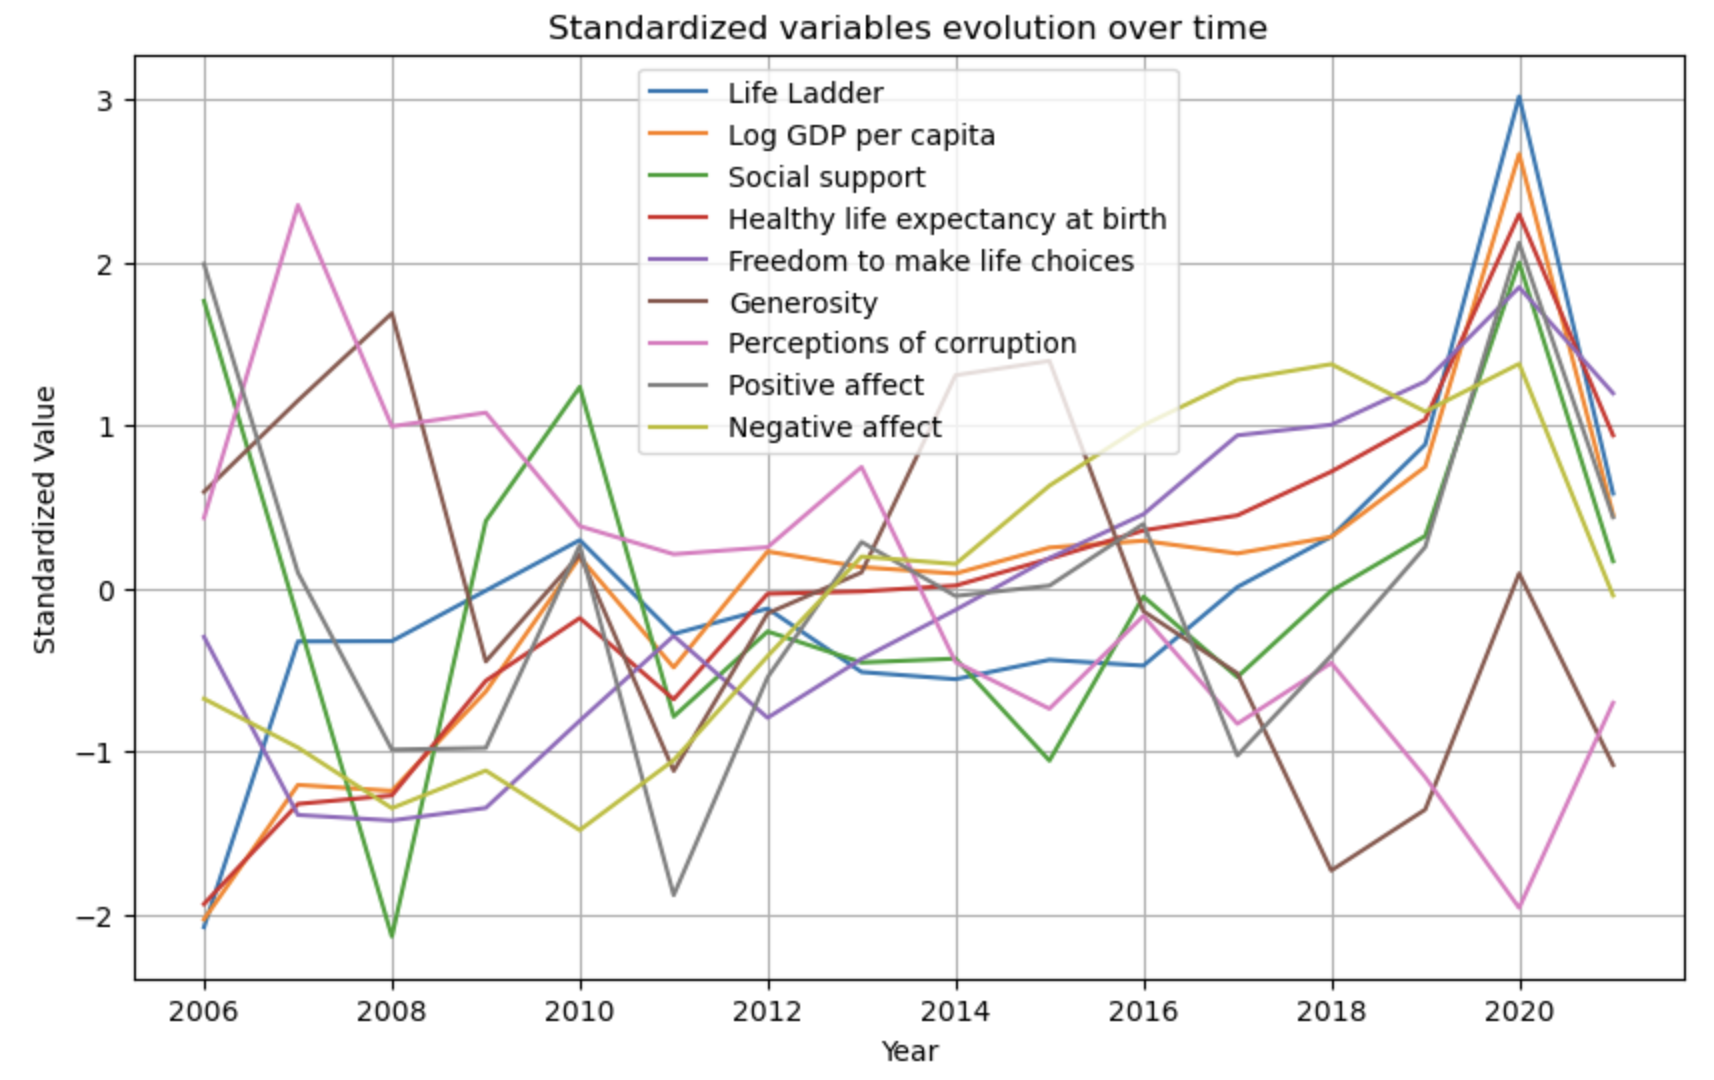 Standardized variables evolution over time
Life Ladder
Log GDP per capita
Social support
Healthy life expectancy at birth
Freedom to make life choices
Generosity
Perceptions of corruption
Positive affect
Negative affect
3
2
1
0
−1
−2
Standardized Value
2006 2008 2010 2012 2014 2016 2018 2020
Year